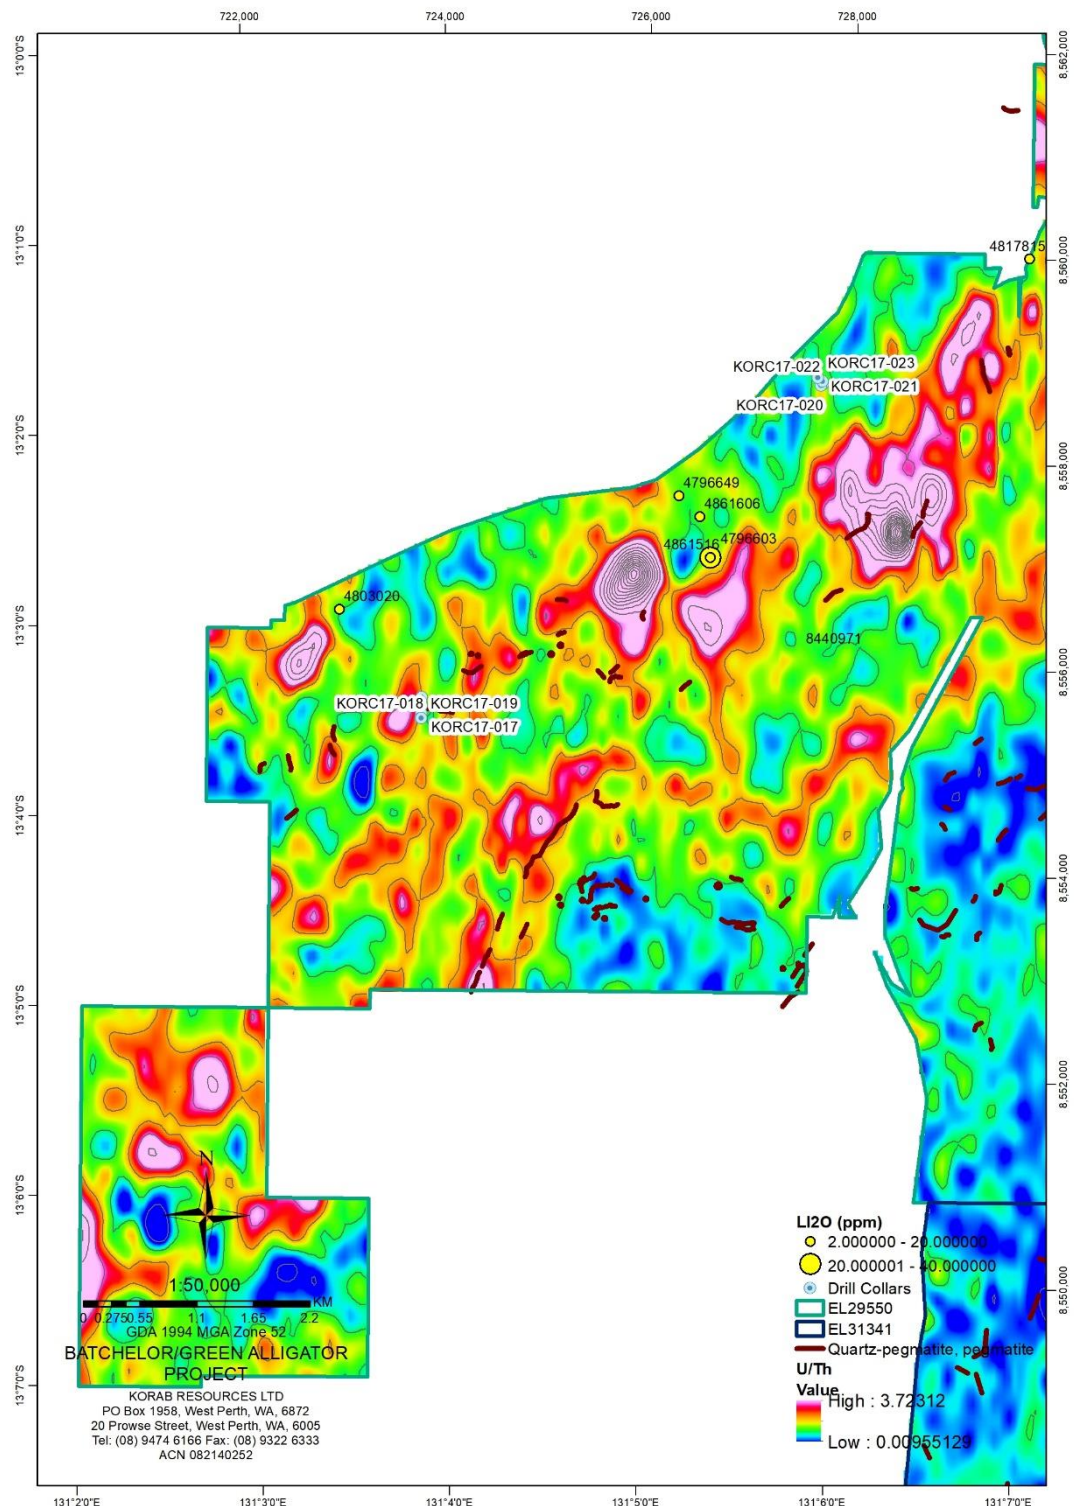 722,000
724,000
726,000
728,000
13°0'0"S
8,562,000
13°1'0"S
4817815
8,560,000
KORC17-022
KORC17-023
KORC17-021
KORC17-020
13°2'0"S
8,558,000
4796649
4861606
4861516
4796603
4803020
13°3'0"S
8440971
8,556,000
KORC17-018
KORC17-019
KORC17-017
13°4'0"S
8,554,000
13°5'0"S
8,552,000
13°6'0"S
N
1:50,000
KM
0 0.275 0.55 1.1 1.65 2.2
GDA 1994 MGA Zone 52
BATCHELOR/GREEN ALLIGATOR
PROJECT
KORAB RESOURCES LTD
PO Box 1958, West Perth, WA, 6872
20 Prowse Street, West Perth, WA, 6005
Tel: (08) 9474 6166 Fax: (08) 9322 6333
ACN 082140252
LI2O (ppm)
2.000000 - 20.000000
20.000001 - 40.000000
Drill Collars
EL29550
EL31341
Quartz-pegmatite, pegmatite
U/Th
Value
High : 3.72312
Low : 0.00955129
8,550,000
13°7'0"S
131°2'0"E
131°3'0"E
131°4'0"E
131°5'0"E
131°6'0"E
131°7'0"E